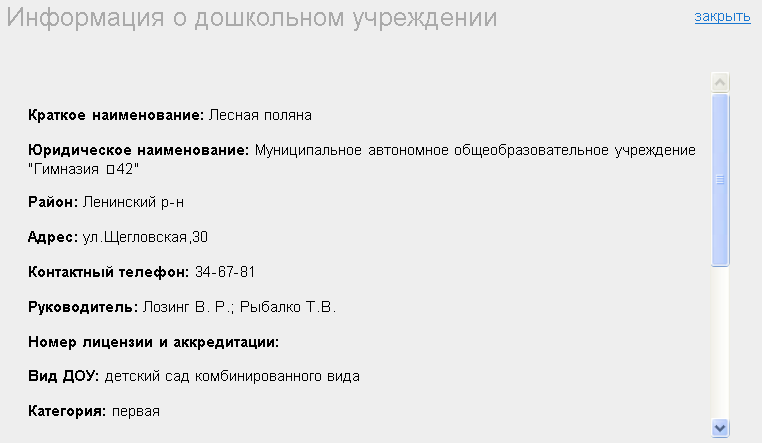 Информация о дошкольном учреждении
закрыть
Краткое наименование: Лесная поляна
Юридическое наименование: Муниципальное автономное общеобразовательное учреждение
"Гимназия □42"
Район: Ленинский р-н
Адрес: ул.Щегловская,30
Контактный телефон: 34-67-81
Руководитель: Лозинг В. Р.; Рыбалко Т.В.
Номер лицензии и аккредитации:
Вид ДОУ: детский сад комбинированного вида
Категория: первая